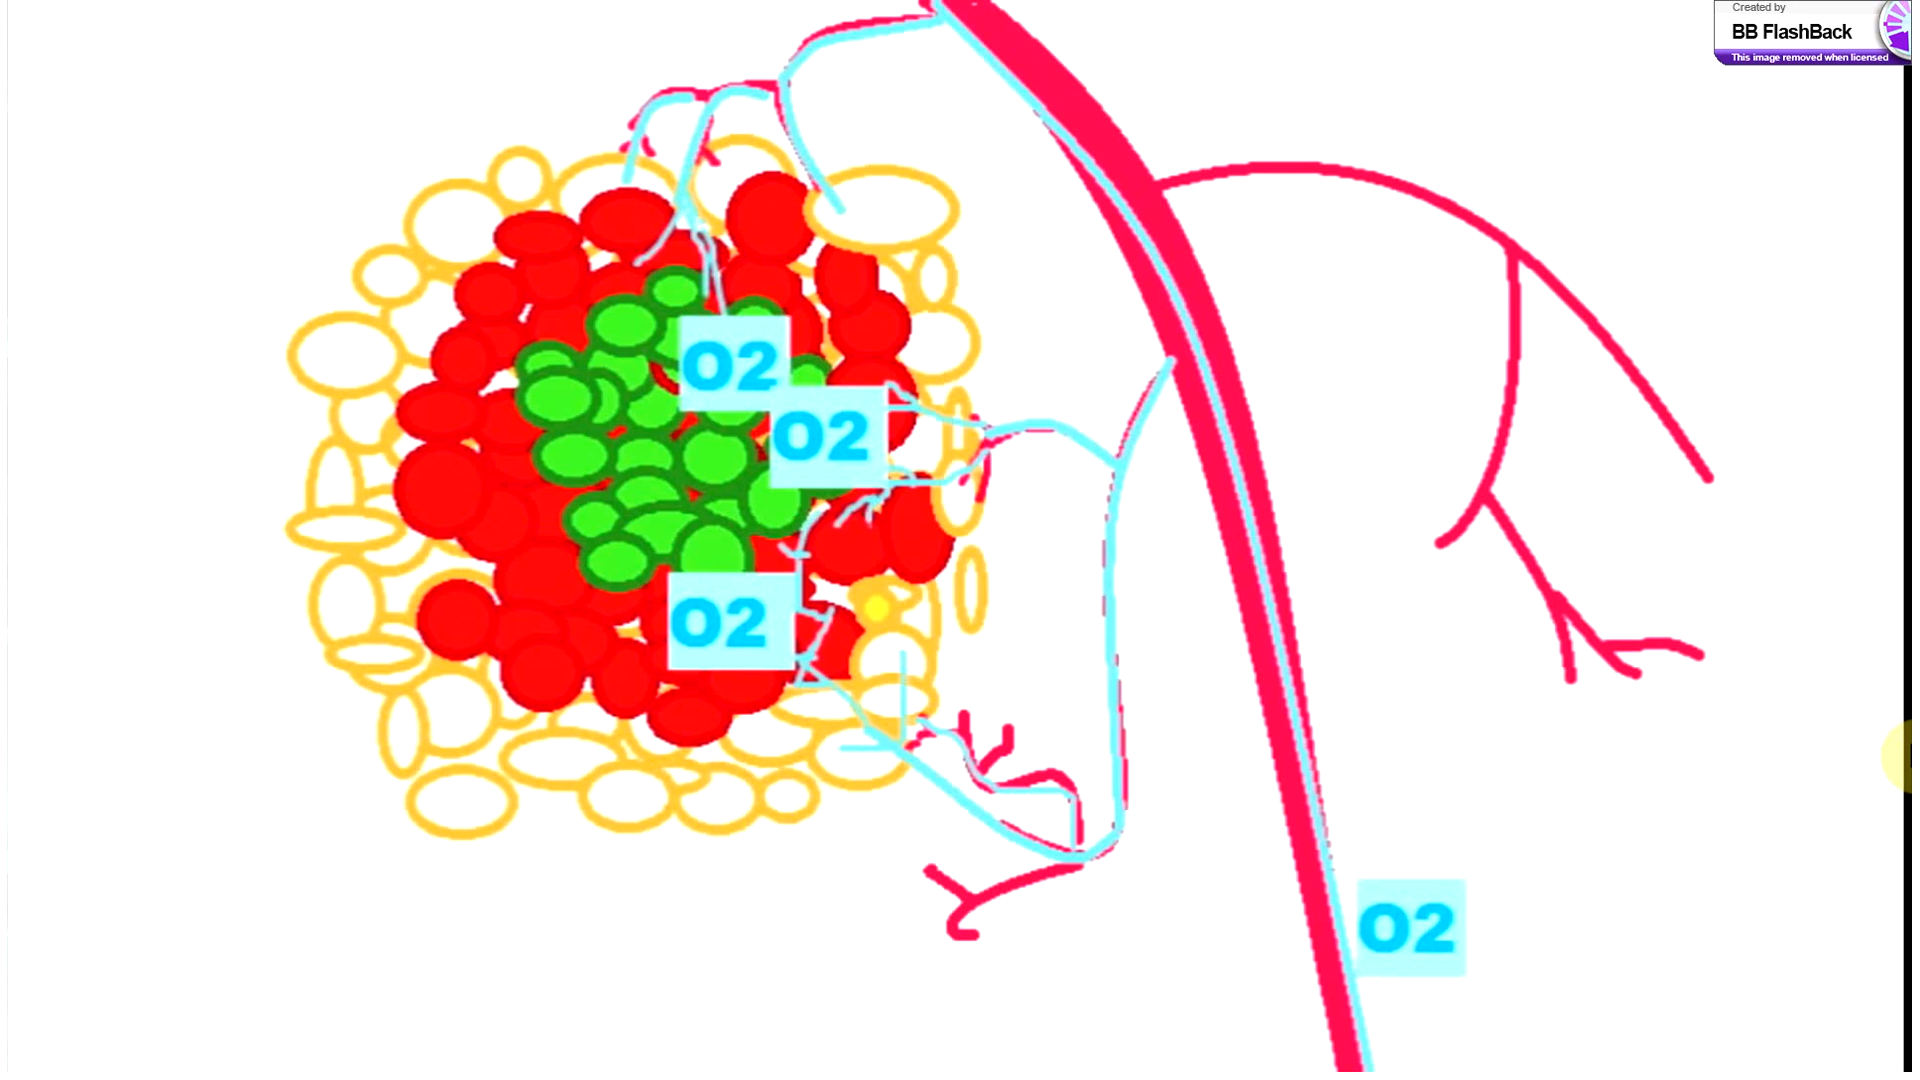 Created by
BB FlashBack
This image removed when licensed
O2
O2
O2
O2